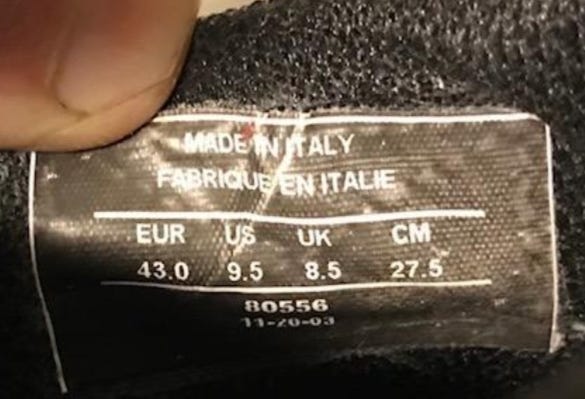 MADE IN ITALY
FABRIQUE EN ITALIE
EUR US UK CM
43.0 9.5 8.5 27.5
80556
11-20-03